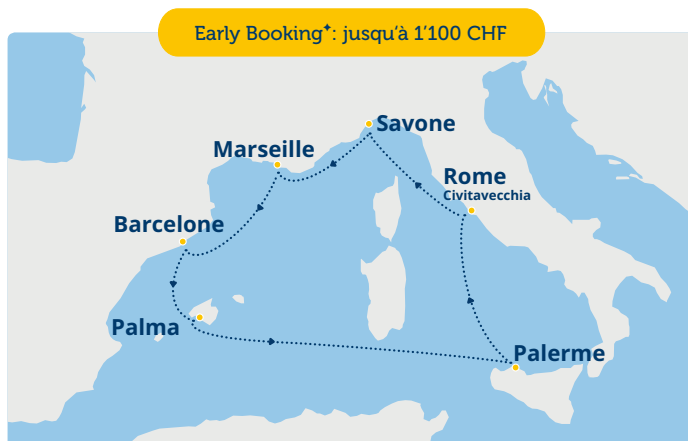 Early Booking✦: jusqu'à 1'100 CHF
Savone
Marseille
Rome
Civitavecchia
Barcelone
Palma
Palerme